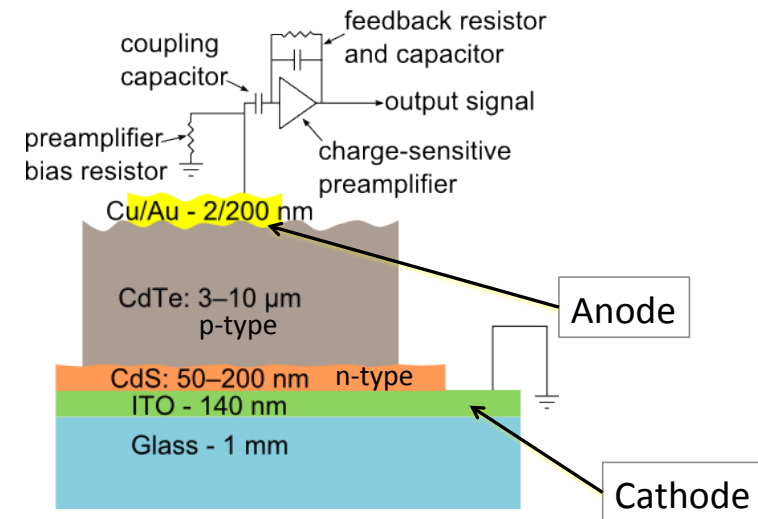 feedback resistor
and capacitor
coupling
capacitor
output signal
preamplifier
bias resistor
charge-sensitive
preamplifier
Cu/Au - 2/200 nm
Anode
CdTe: 3–10 μm
p-type
CdS: 50–200 nm n-type
ITO - 140 nm
Glass - 1 mm
Cathode